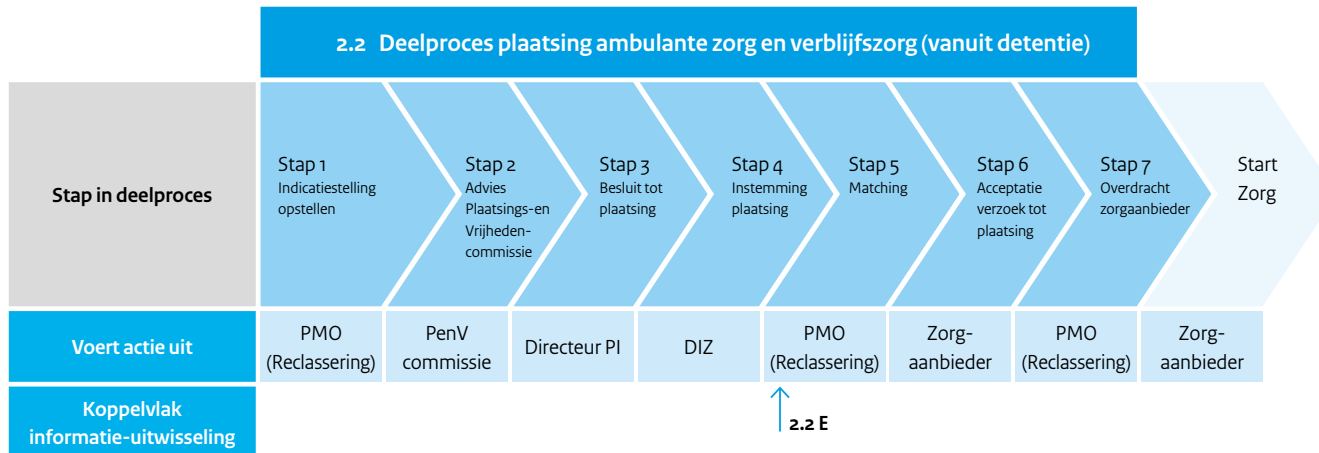 2.2 Deelproces plaatsing ambulante zorg en verblijfszorg (vanuit detentie)
Stap in deelproces
Stap 1
Indicatiestelling
opstellen
Stap 2
Advies
Plaatsings-en
Vrijheden-
commissie
Stap 3
Besluit tot
plaatsing
Stap 4
Instemming
plaatsing
Stap 5
Matching
Stap 6
Acceptatie
verzoek tot
plaatsing
Stap 7
Overdracht
zorgaanbieder
Start
Zorg
Voert actie uit
PMO
(Reclassering)
PenV
commissie
Directeur PI
DIZ
PMO
(Reclassering)
Zorg-
aanbieder
PMO
(Reclassering)
Zorg-
aanbieder
Koppelvlak
informatie-uitwisseling
2.2 E